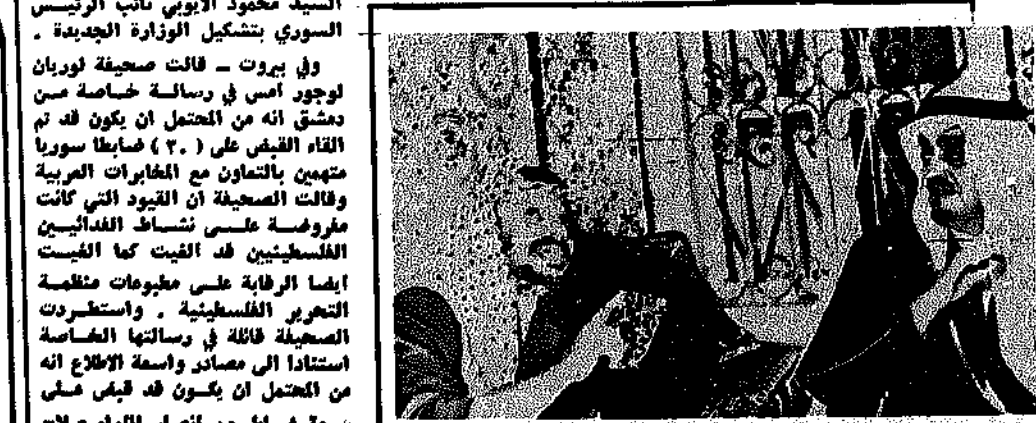 السيد محمود الايوبي نائب الرئيس
السوري بتشكيل الوزارة الجديدة .
وفي بيروت – قالت صحيفة لوريان
لوجور أمس في رسالة خاصة من
دمشق انه من المحتمل ان يكون قد تم
القاء القبض على ( ٣٠ ) ضابطا سوريا
متهمين بالتعاون مع المخابرات العربية
وقالت الصحيفة ان القيود التي كانت
مفروضة على نشاط الفدائيين
الفلسطينيين قد الغيت كما الغيت
ايضا الرقابة على مطبوعات منظمة
التحرير الفلسطينية . واستطردت
الصحيفة قائلة في رسالتها الخاصة
استنادا الى مصادر واسعة الاطلاع انه
من المحتمل ان يكون قد قبض على